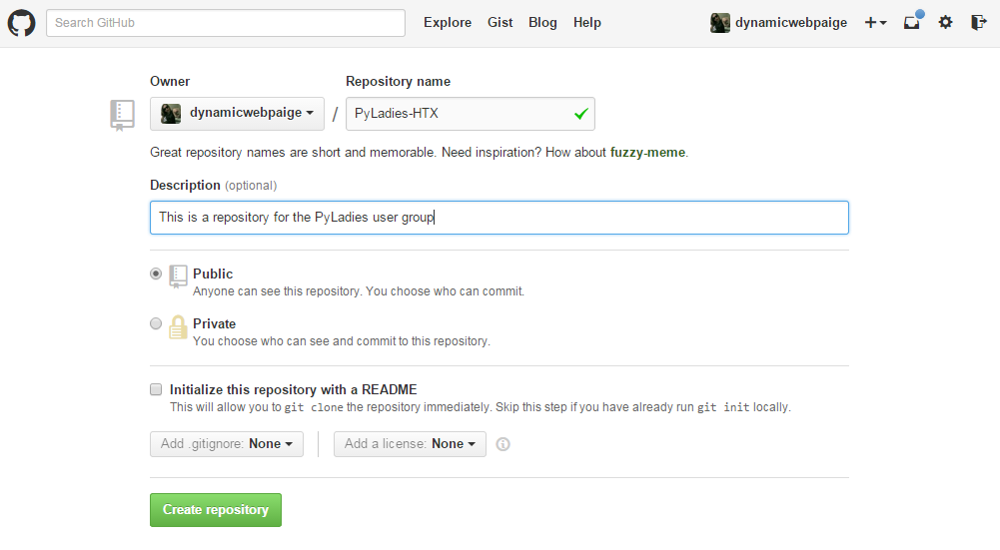 Search GitHub Explore Gist Blog Help dynamicwebpaige
Owner Repository name
dynamicwebpaige / PyLadies-HTX
Great repository names are short and memorable. Need inspiration? How about fuzzy-meme.
Description (optional)
This is a repository for the PyLadies user group
Public
Anyone can see this repository. You choose who can commit.
Private
You choose who can see and commit to this repository.
Initialize this repository with a README
This will allow you to git clone the repository immediately. Skip this step if you have already run git init locally.
Add .gitignore: None Add a license: None
Create repository